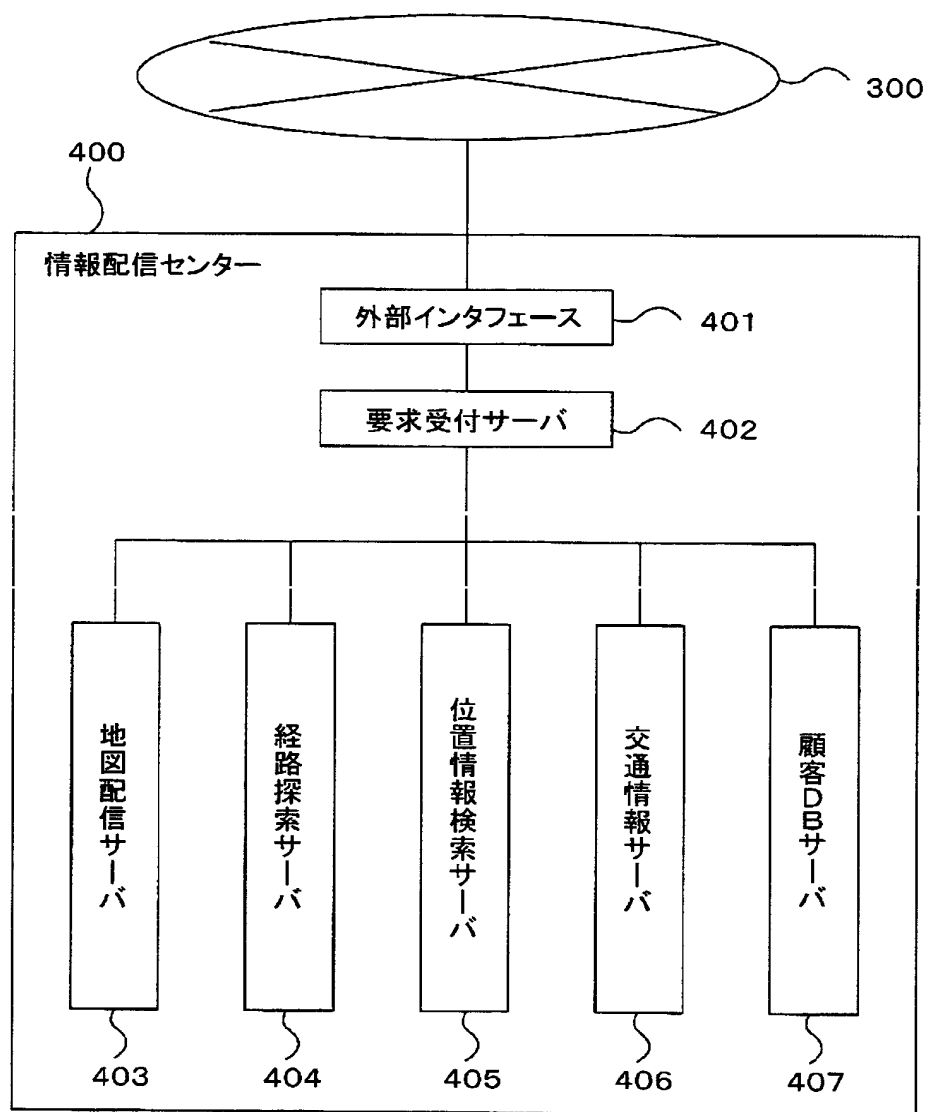 300
400
情報配信センター
外部インタフェース
401
要求受付サーバ
402
地図配信サーバ
経路探索サーバ
位置情報検索サーバ
交通情報サーバ
顧客DBサーバ
403
404
405
406
407